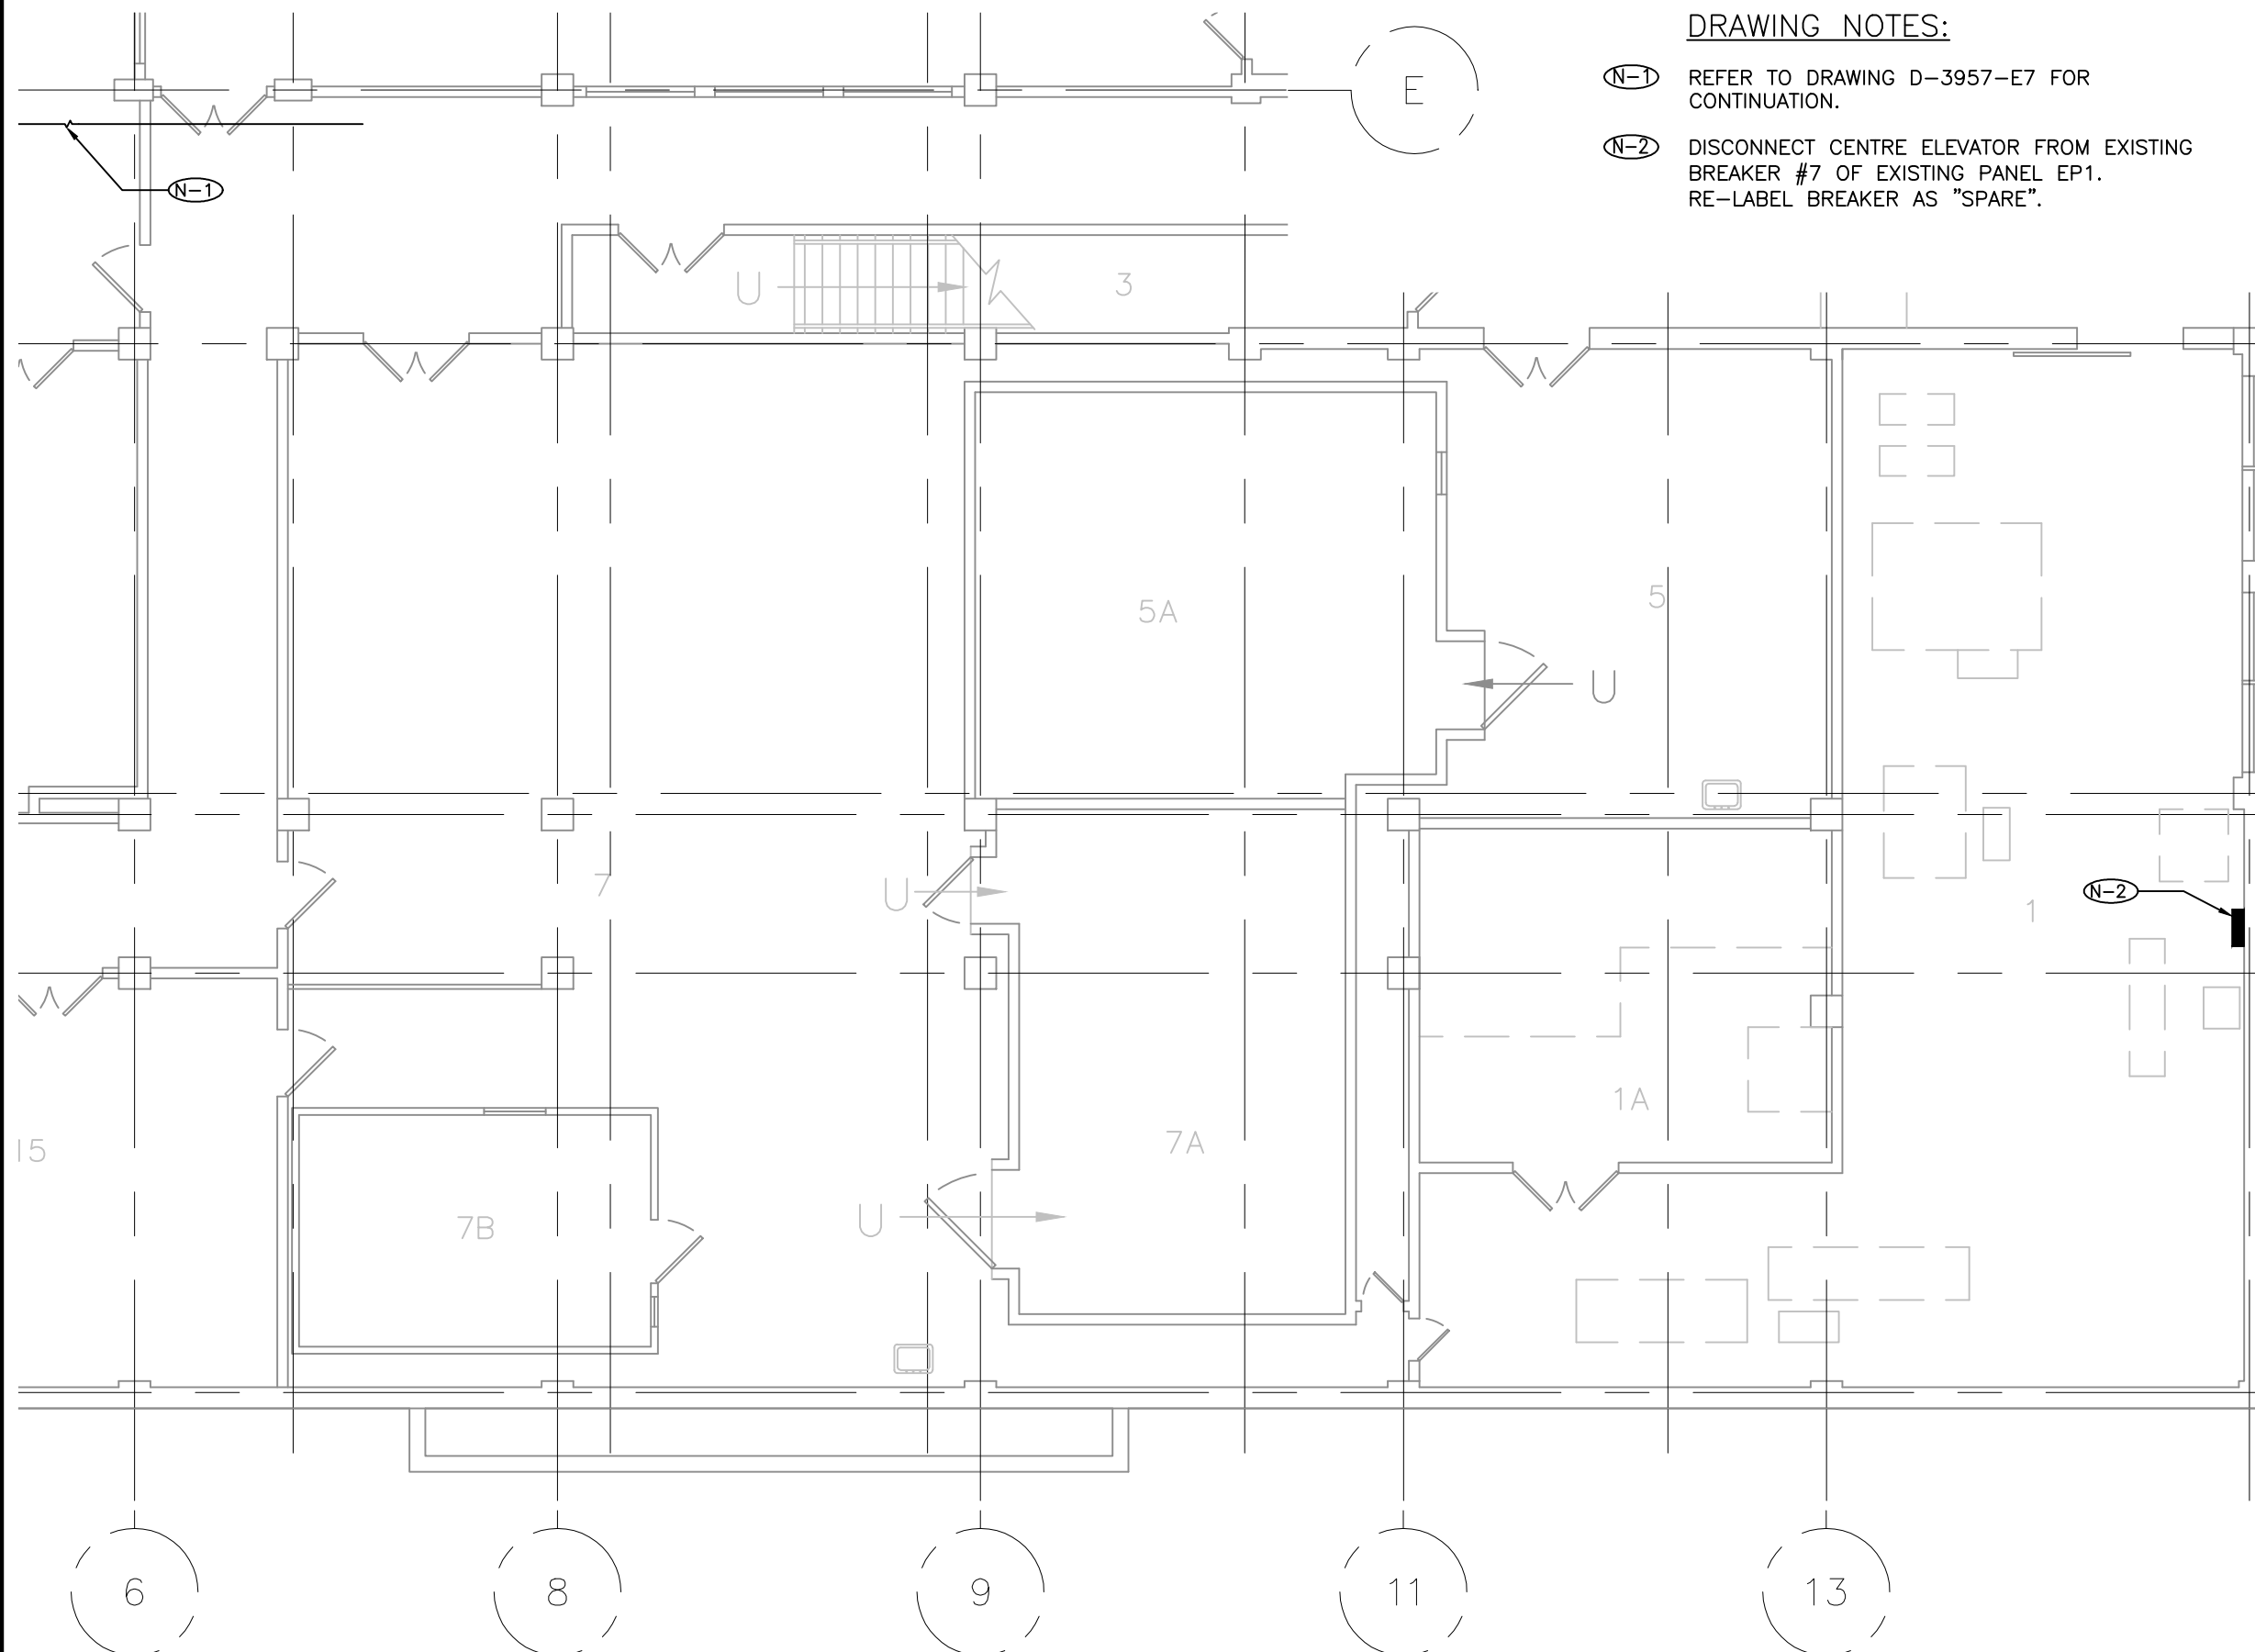 DRAWING NOTES:
N-1 REFER TO DRAWING D-3957-E7 FOR
CONTINUATION.
N-2 DISCONNECT CENTRE ELEVATOR FROM EXISTING
BREAKER #7 OF EXISTING PANEL EP1.
RE-LABEL BREAKER AS "SPARE".
E
N-1
U
3
5A
5
U
7
U
N-2
1
1A
15
7A
7B
U
6
8
9
11
13